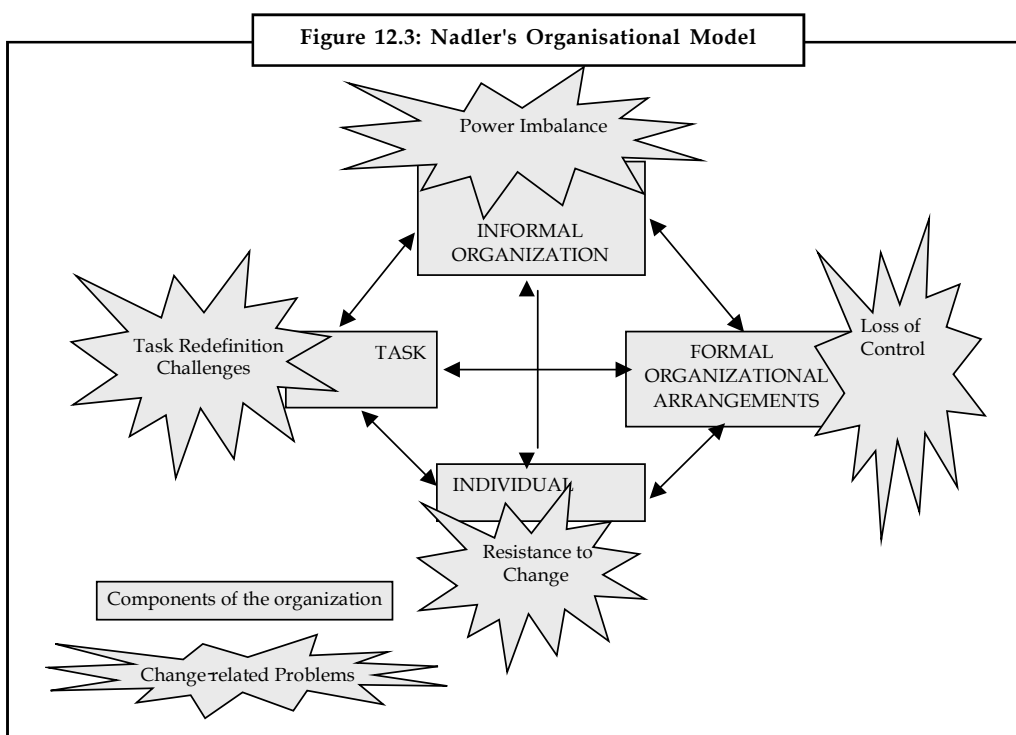 Figure 12.3: Nadler's Organisational Model
Power Imbalance
INFORMAL
ORGANIZATION
Task Redefinition
Challenges
TASK
FORMAL
ORGANIZATIONAL
ARRANGEMENTS
Loss of
Control
INDIVIDUAL
Resistance to
Change
Components of the organization
Change-related Problems